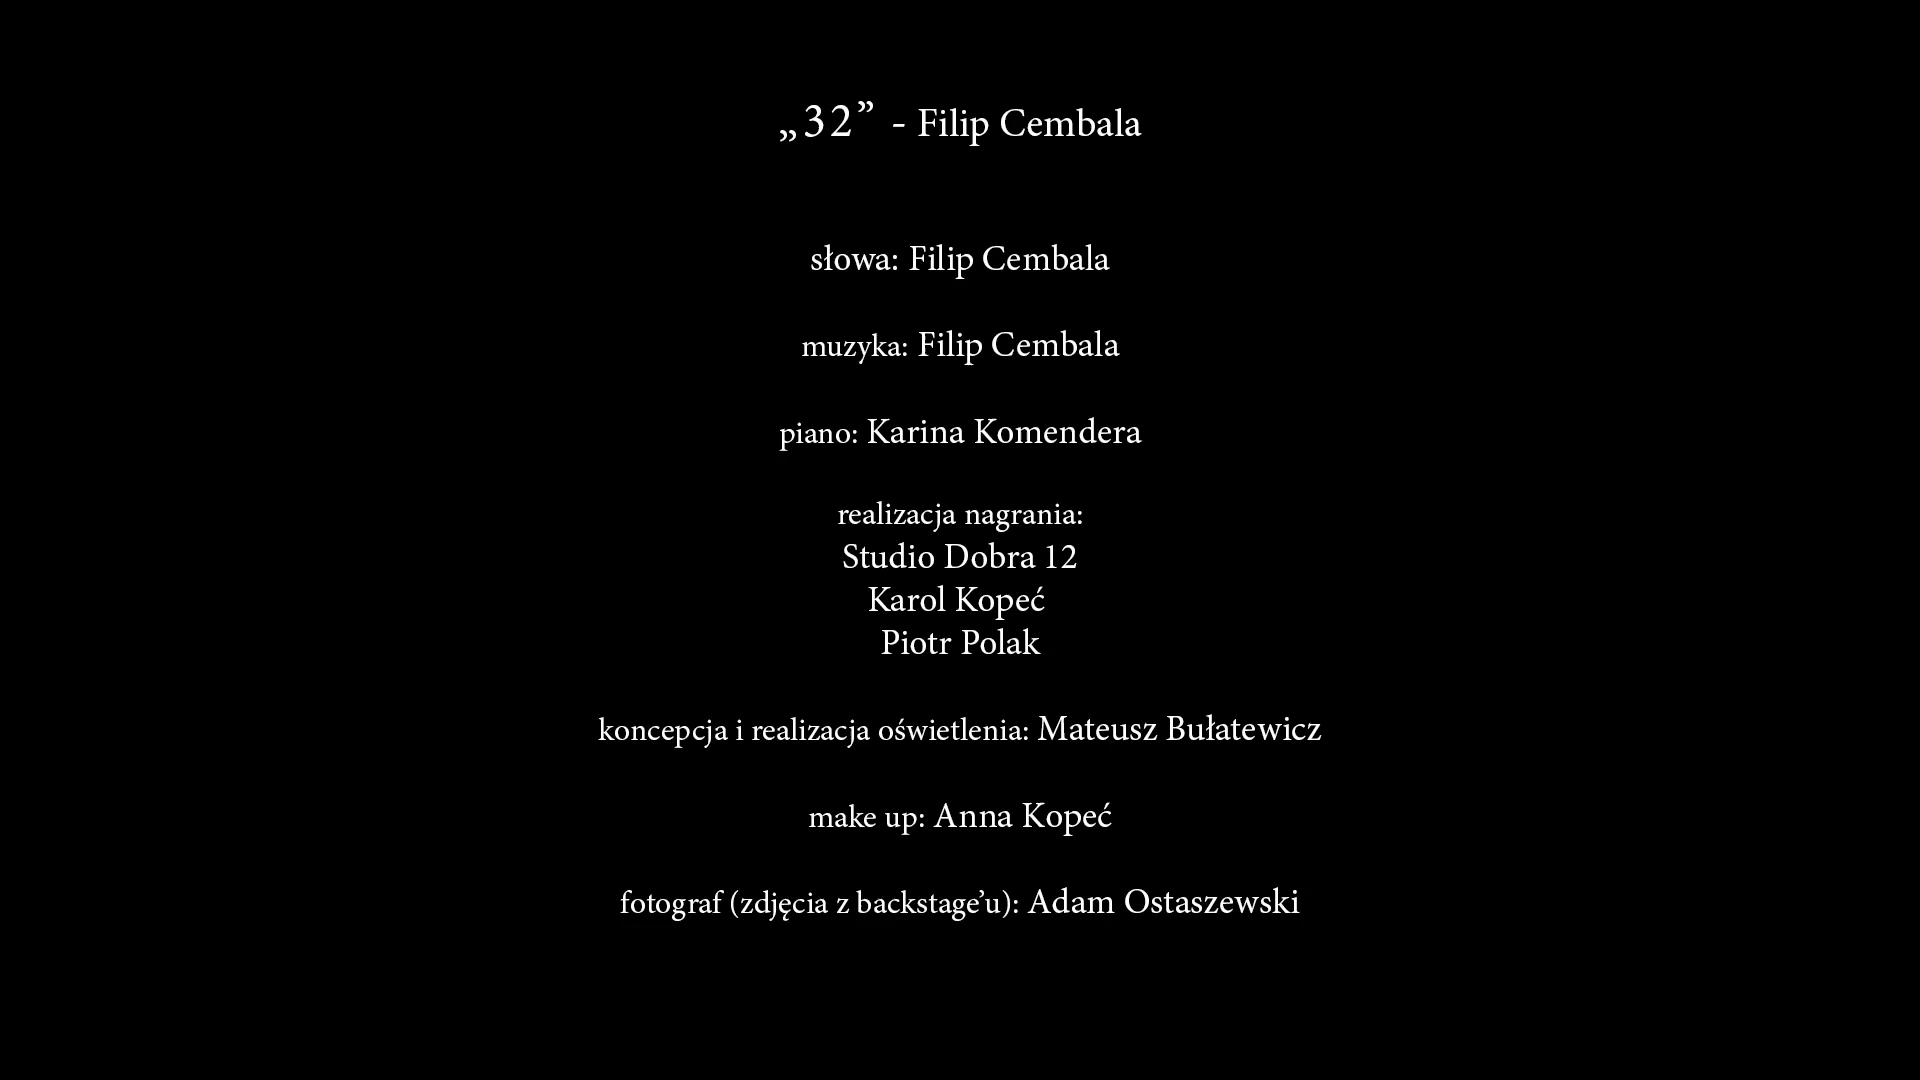 „32” - Filip Cembala
słowa: Filip Cembala
muzyka: Filip Cembala
piano: Karina Komendera
realizacja nagrania:
Studio Dobra 12
Karol Kopeć
Piotr Polak
koncepcja i realizacja oświetlenia: Mateusz Bułatewicz
make up: Anna Kopeć
fotograf (zdjęcia z backstage’u): Adam Ostaszewski